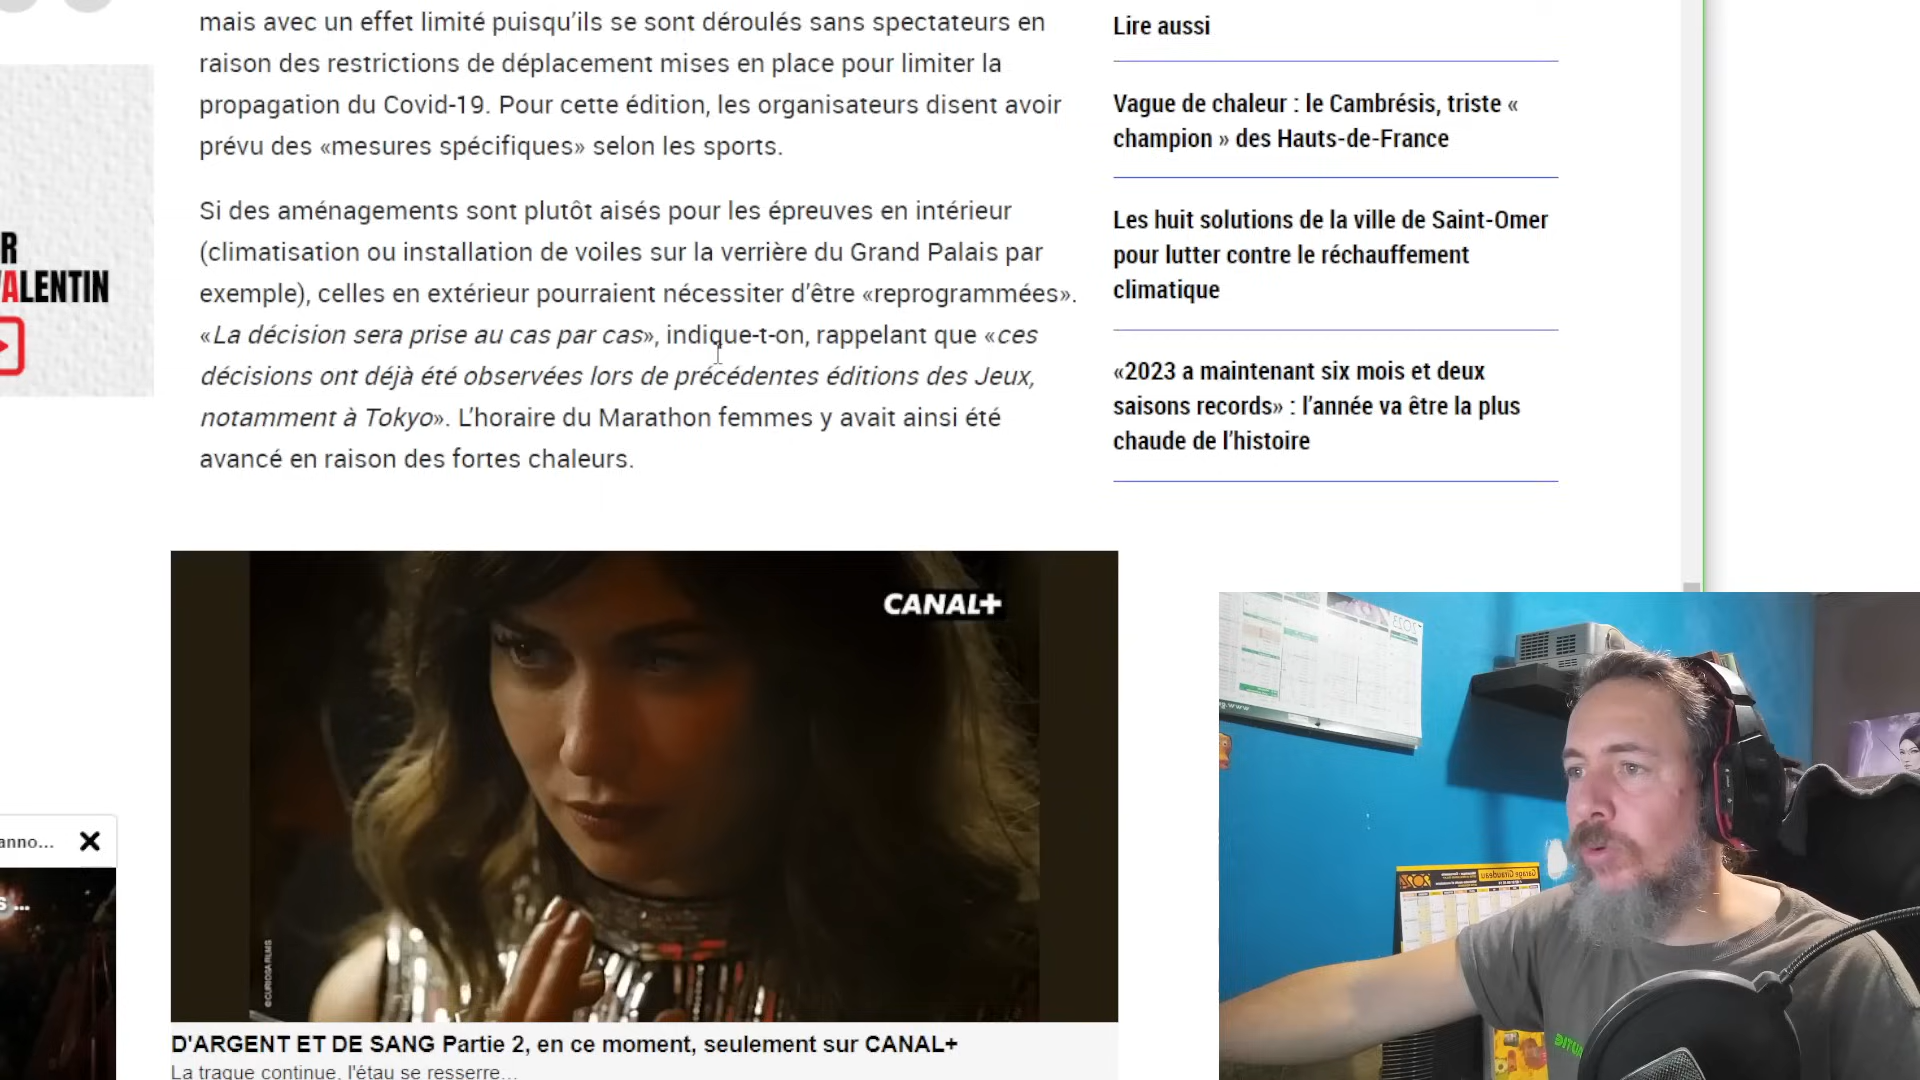 mais avec un effet limité puisqu’ils se sont déroulés sans spectateurs en
raison des restrictions de déplacement mises en place pour limiter la
propagation du Covid-19. Pour cette édition, les organisateurs disent avoir
prévu des «mesures spécifiques» selon les sports.
Si des aménagements sont plutôt aisés pour les épreuves en intérieur
(climatisation ou installation de voiles sur la verrière du Grand Palais par
exemple), celles en extérieur pourraient nécessiter d’être «reprogrammées».
«La décision sera prise au cas par cas», indique-t-on, rappelant que «ces
décisions ont déjà été observées lors de précédentes éditions des Jeux,
notamment à Tokyo». L’horaire du Marathon femmes y avait ainsi été
avancé en raison des fortes chaleurs.
Lire aussi
Vague de chaleur : le Cambrésis, triste «
champion » des Hauts-de-France
Les huit solutions de la ville de Saint-Omer
pour lutter contre le réchauffement
climatique
«2023 a maintenant six mois et deux
saisons records» : l’année va être la plus
chaude de l’histoire
R
ALENTIN
anno...
s ...
CANAL+
©CURIOSA FILMS
D'ARGENT ET DE SANG Partie 2, en ce moment, seulement sur CANAL+
La traque continue, l'étau se resserre...
2023
www.
Garage Giraudeau
2022